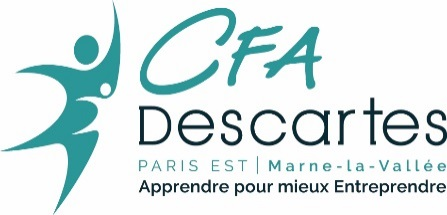 CFA
Descartes
PARIS EST | Marne-la-Vallée
Apprendre pour mieux Entreprendre